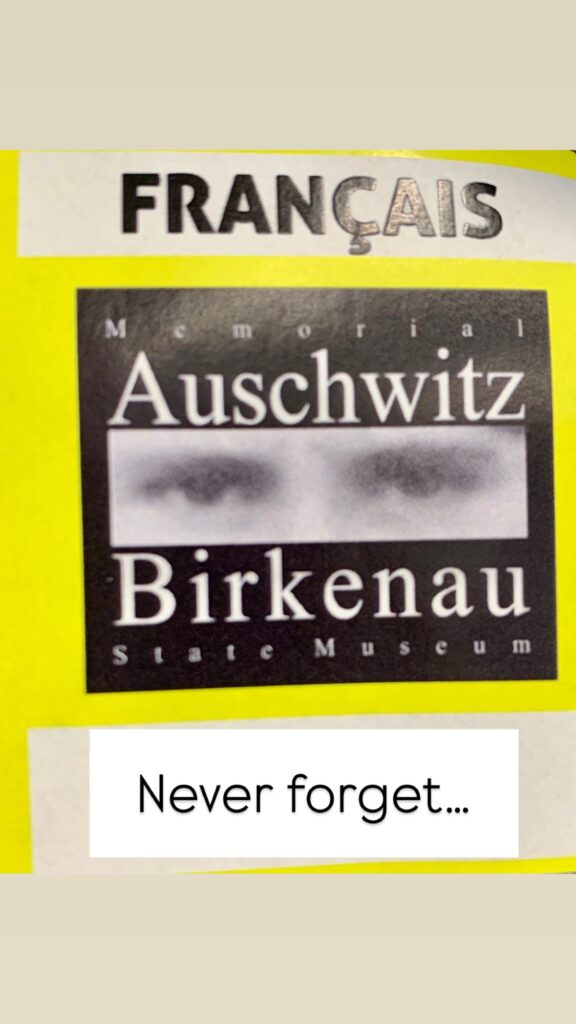 FRANÇAIS
Memorial
Auschwitz
Birkenau
State Museum
Never forget...